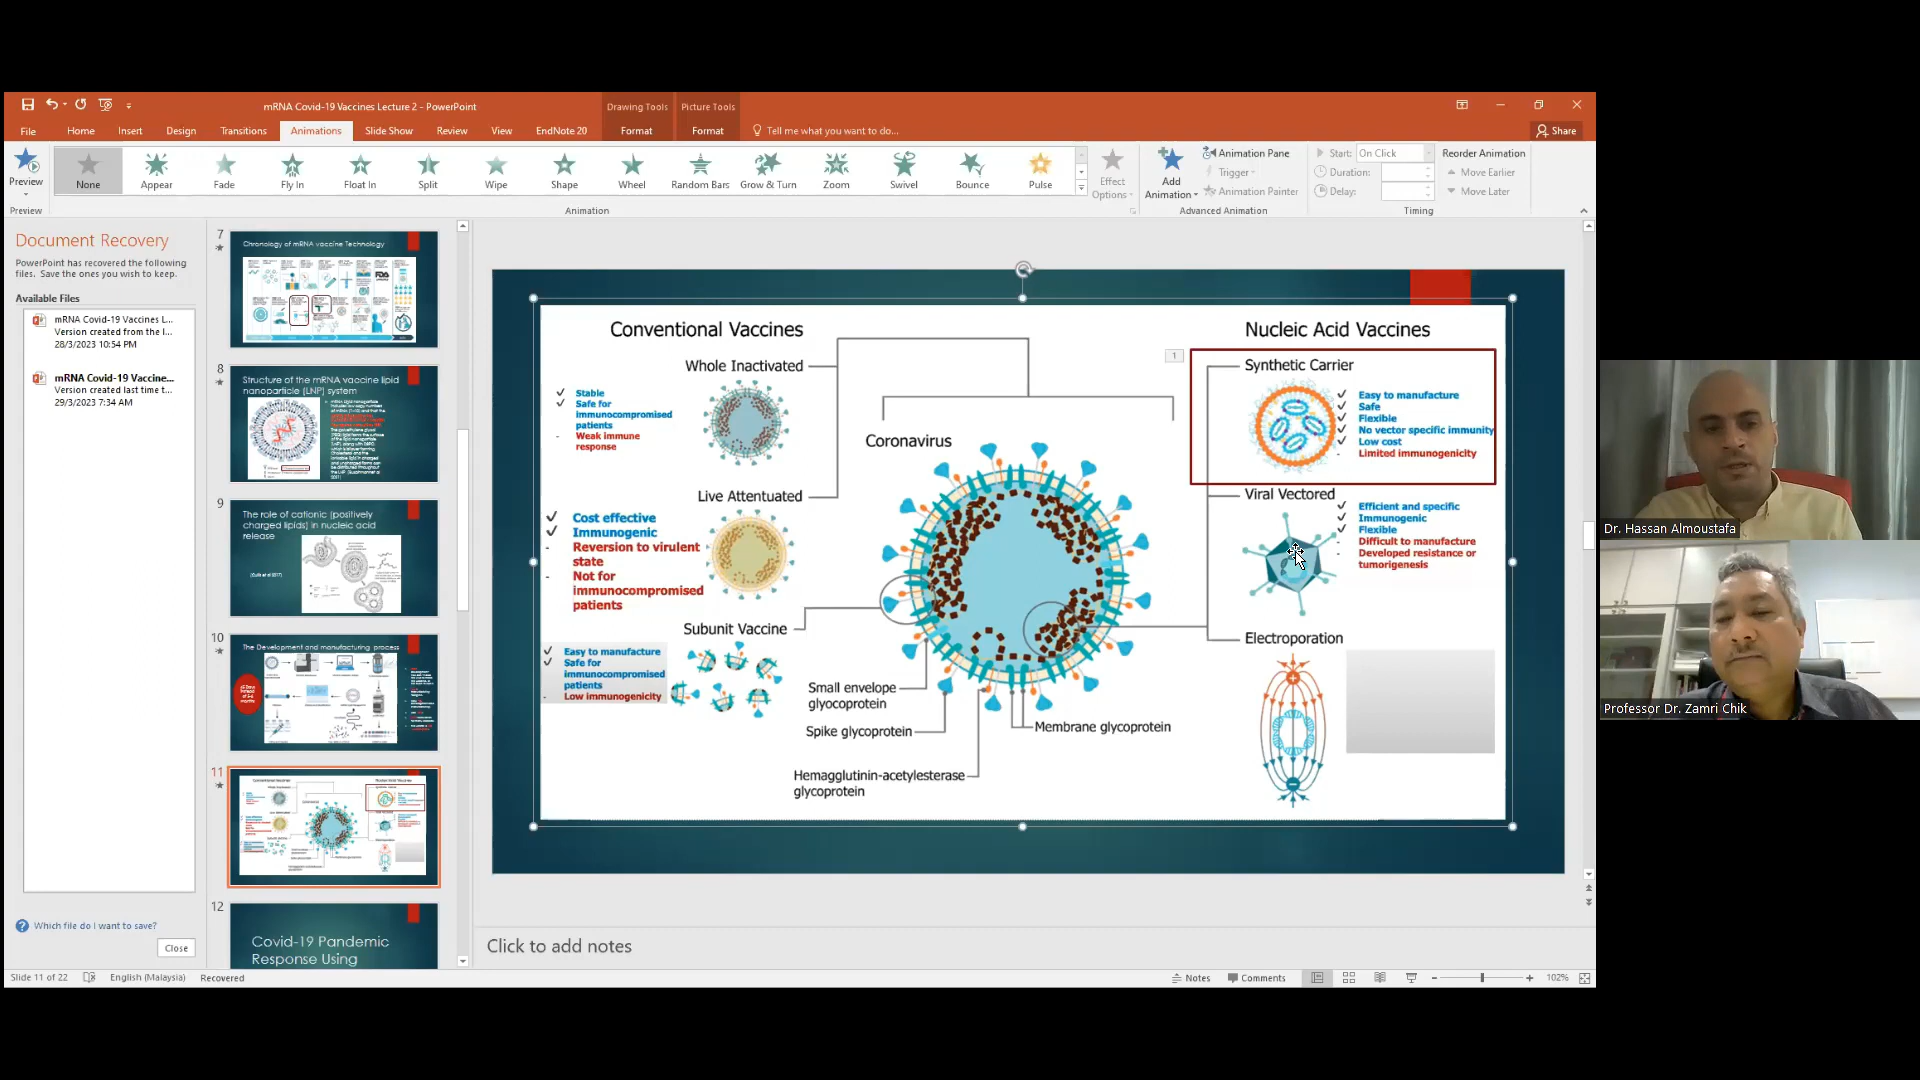 mRNA Covid-19 Vaccines Lecture 2 - PowerPoint
Drawing Tools
Picture Tools
File
Home
Insert
Design
Transitions
Animations
Slide Show
Review
View
EndNote 20
Format
Format
Tell me what you want to do...
Share
Preview
None
Appear
Fade
Fly In
Float In
Split
Wipe
Shape
Wheel
Random Bars
Grow & Turn
Zoom
Swivel
Bounce
Pulse
Effect
Options
Add
Animation
Animation Pane
Trigger
Animation Painter
Start: On Click
Duration:
Delay:
Reorder Animation
Move Earlier
Move Later
Preview
Animation
Advanced Animation
Timing
Document Recovery
PowerPoint has recovered the following
files. Save the ones you wish to keep.
Available Files
mRNA Covid-19 Vaccines L...
Version created from the l...
28/3/2023 10:54 PM
mRNA Covid-19 Vaccine...
Version created last time t...
29/3/2023 7:34 AM
Which file do I want to save?
Close
7
Chronology of mRNA vaccine Technology
8
Structure of the mRNA vaccine lipid
nanoparticle (LNP) system
9
The role of cationic (positively
charged lipids) in nucleic acid
release
10
The Development and manufacturing process
11
12
Covid-19 Pandemic
Response Using
Conventional Vaccines
Whole Inactivated
Stable
Safe for
immunocompromised
patients
- Weak immune
response
Live Attentuated
Cost effective
Immunogenic
- Reversion to virulent
state
- Not for
immunocompromised
patients
Subunit Vaccine
Easy to manufacture
Safe for
immunocompromised
patients
- Low immunogenicity
Coronavirus
Small envelope
glyocoprotein
Spike glycoprotein
Hemagglutinin-acetylesterase
glycoprotein
Membrane glycoprotein
Nucleic Acid Vaccines
1
Synthetic Carrier
Easy to manufacture
Safe
Flexible
No vector specific immunity
Low cost
- Limited immunogenicity
Viral Vectored
Efficient and specific
Immunogenic
Flexible
- Difficult to manufacture
- Developed resistance or
tumorigenesis
Electroporation
Click to add notes
Slide 11 of 22
English (Malaysia)
Recovered
Notes
Comments
102%
Dr. Hassan Almoustafa
Professor Dr. Zamri Chik